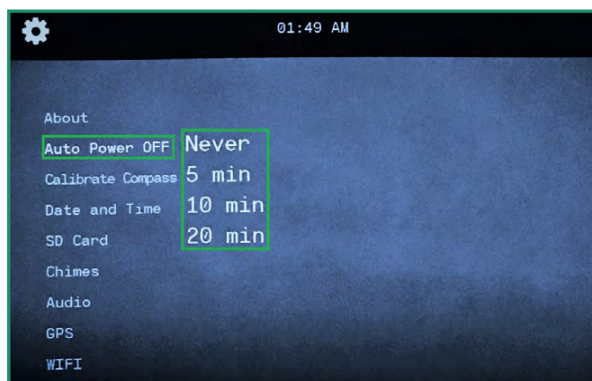 01:49 AM
About
Auto Power OFF
Never
5 min
10 min
20 min
Calibrate Compass
Date and Time
SD Card
Chimes
Audio
GPS
WIFI